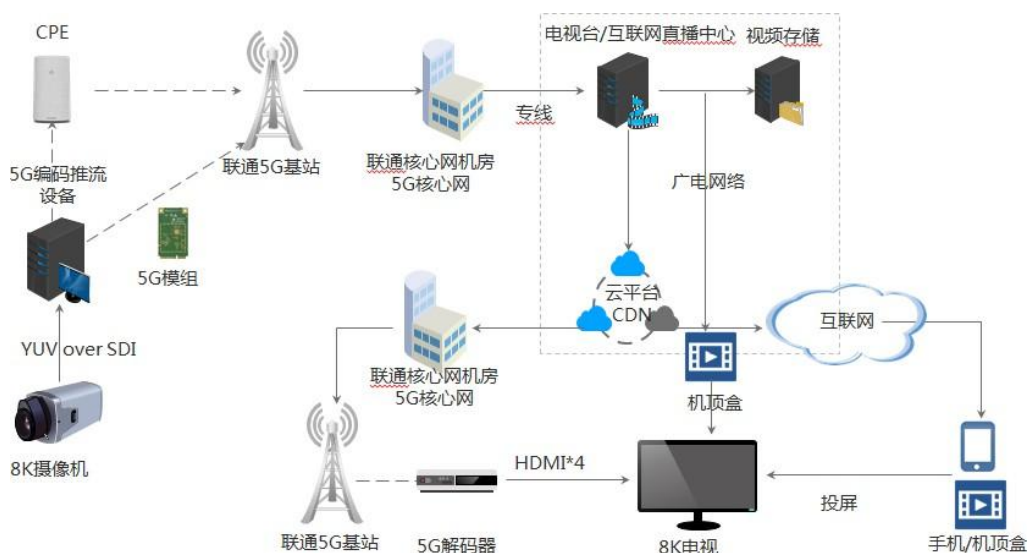 CPE
电视台/互联网直播中心
视频存储
专线
5G编码推流
设备
联通5G基站
联通核心网机房
5G核心网
广电网络
5G模组
云平台
CDN
互联网
YUV over SDI
联通核心网机房
5G核心网
机顶盒
8K摄像机
HDMI*4
投屏
联通5G基站
5G解码器
8K电视
手机/机顶盒